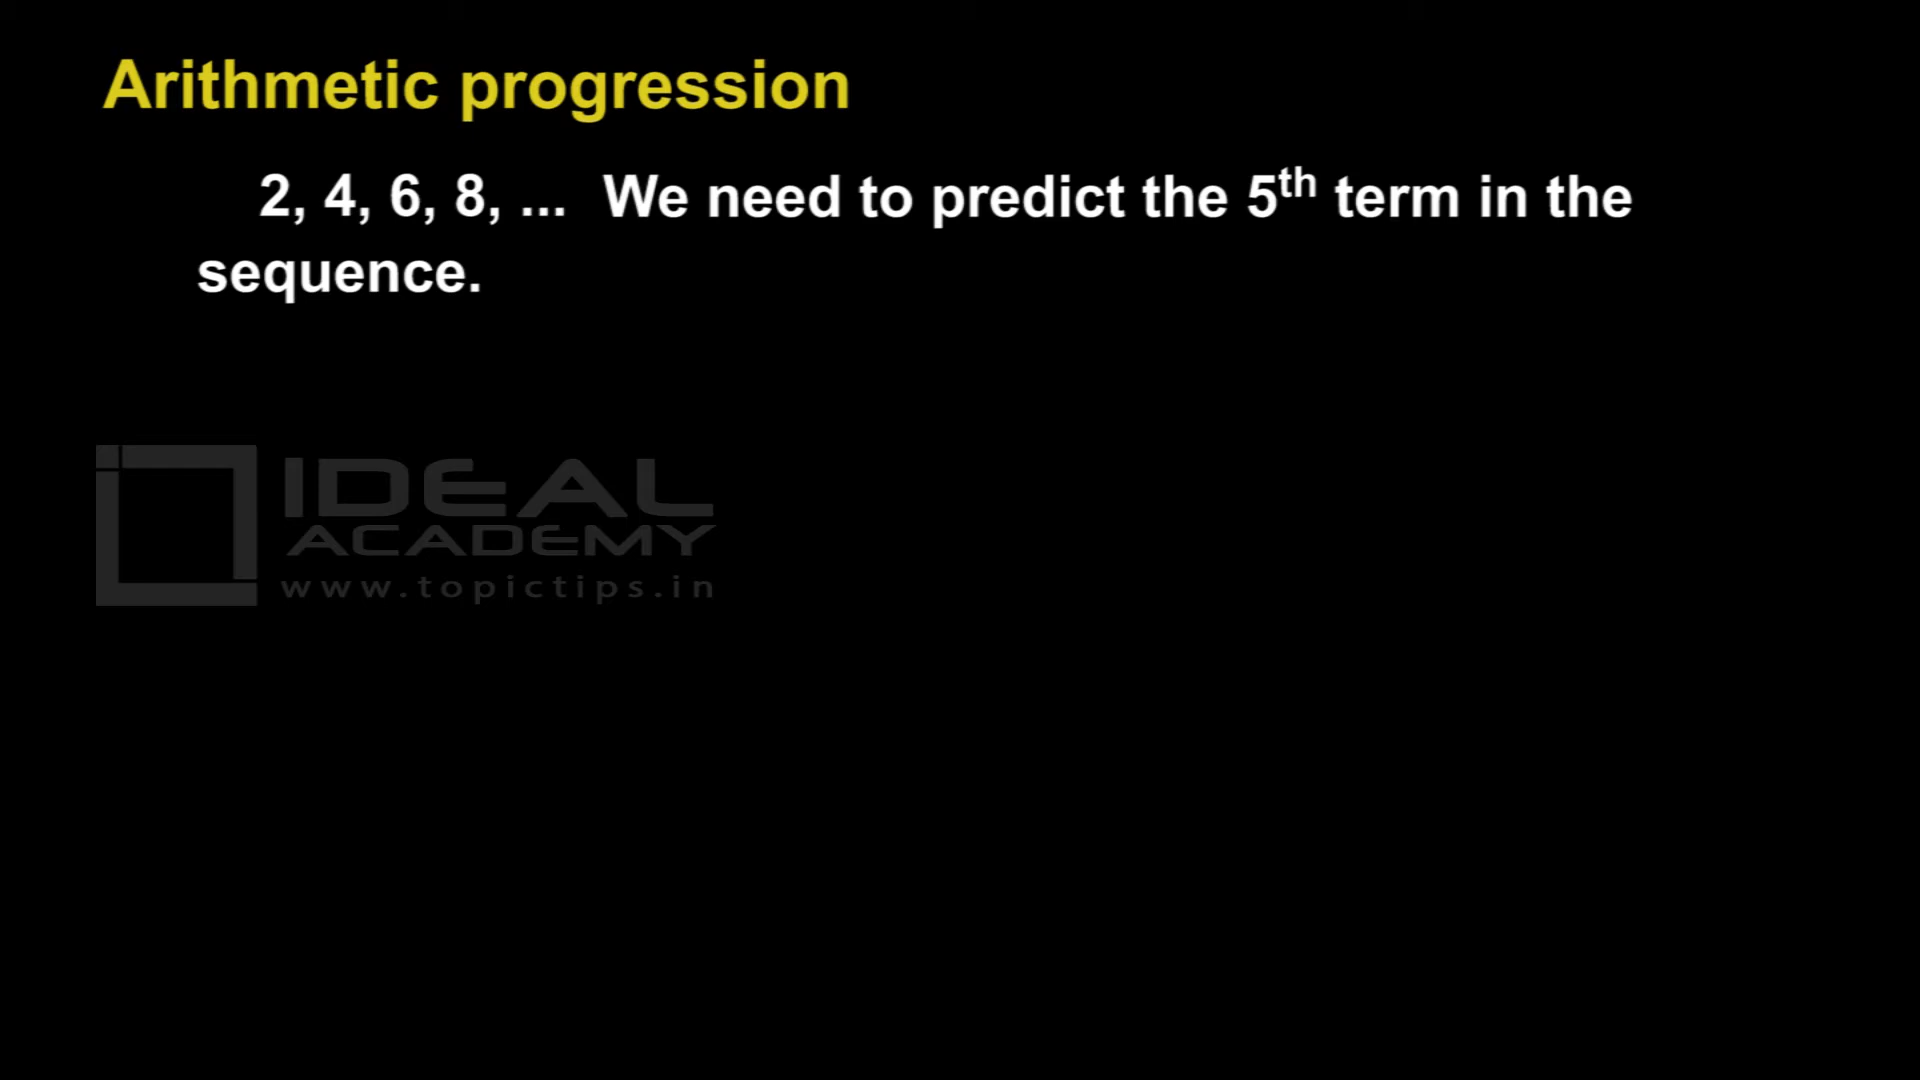 Arithmetic progression
2, 4, 6, 8, ... We need to predict the 5th term in the
sequence.
IDEAL
ACADEMY
www.topictips.in